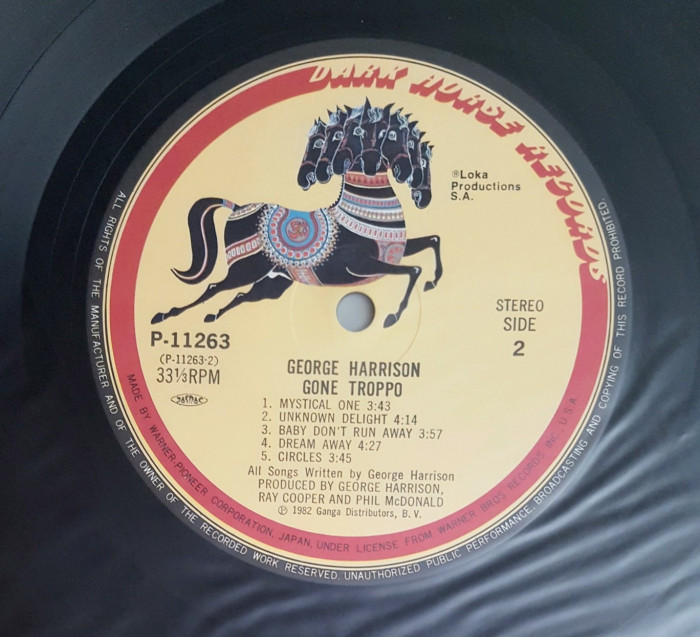 DARK HORSE RECORDS
®Loka
Productions
S.A.
STEREO
SIDE
2
P-11263
(P-11263-2)
33⅓RPM
JASRAC
GEORGE HARRISON
GONE TROPPO
1. MYSTICAL ONE 3:43
2. UNKNOWN DELIGHT 4:14
3. BABY DON'T RUN AWAY 3:57
4. DREAM AWAY 4:27
5. CIRCLES 3:45
All Songs Written by George Harrison
PRODUCED BY GEORGE HARRISON,
RAY COOPER AND PHIL McDONALD
℗ 1982 Ganga Distributors, B. V.
MADE BY WARNER-PIONEER CORPORATION, JAPAN, UNDER LICENSE FROM WARNER BROS RECORDS INC., U.S.A.
ALL RIGHTS OF THE MANUFACTURER AND OF THE OWNER OF THE RECORDED WORK RESERVED. UNAUTHORIZED PUBLIC PERFORMANCE, BROADCASTING AND COPYING OF THIS RECORD PROHIBITED